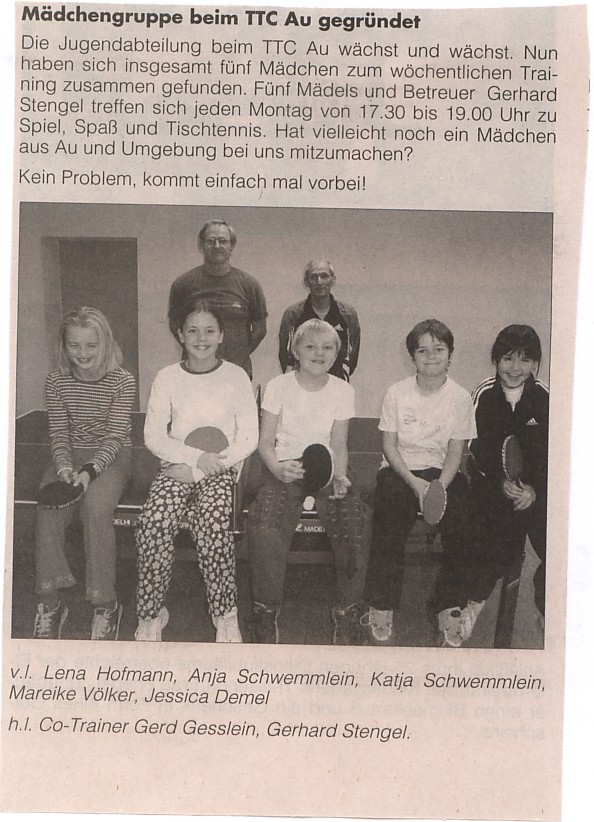 Mädchengruppe beim TTC Au gegründet
Die Jugendabteilung beim TTC Au wächst und wächst. Nun
haben sich insgesamt fünf Mädchen zum wöchentlichen Trai-
ning zusammen gefunden. Fünf Mädels und Betreuer Gerhard
Stengel treffen sich jeden Montag von 17.30 bis 19.00 Uhr zu
Spiel, Spaß und Tischtennis. Hat vielleicht noch ein Mädchen
aus Au und Umgebung bei uns mitzumachen?
Kein Problem, kommt einfach mal vorbei!
DELHI
MADE
v.l. Lena Hofmann, Anja Schwemmlein, Katja Schwemmlein,
Mareike Völker, Jessica Demel
h.l. Co-Trainer Gerd Gesslein, Gerhard Stengel.